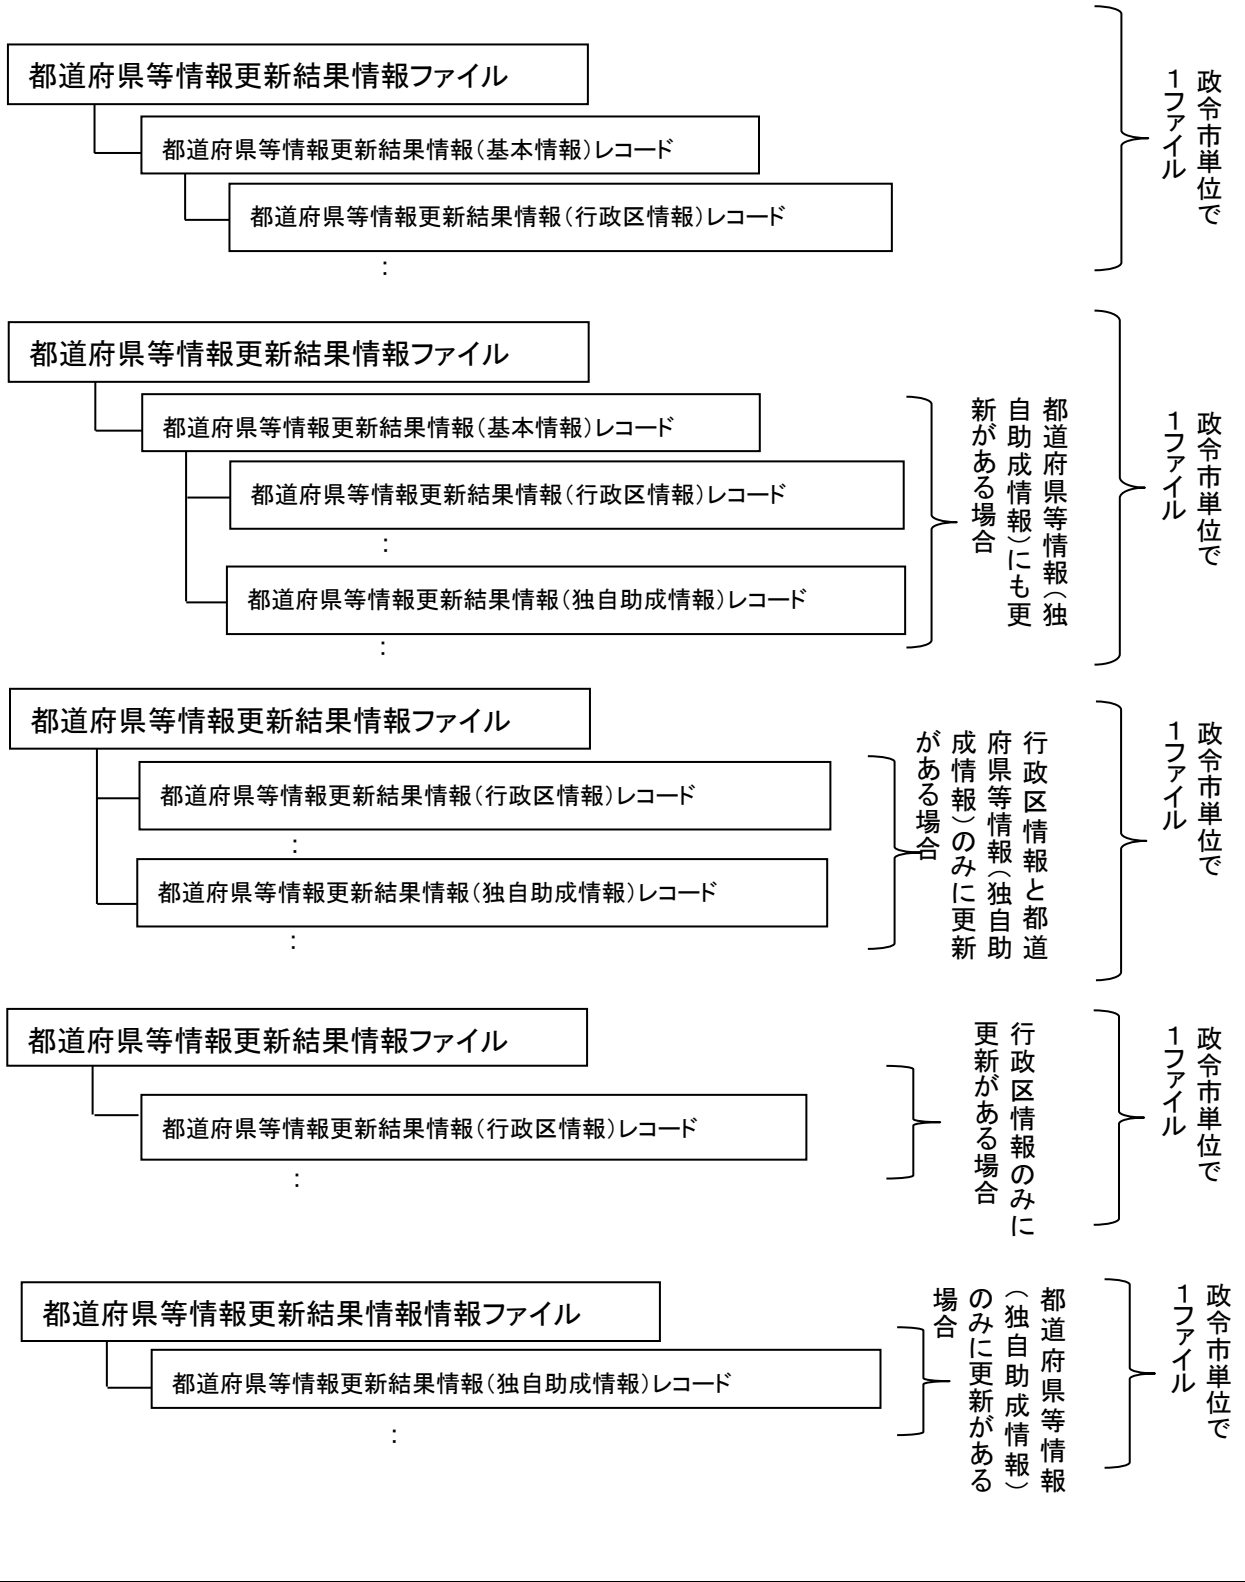 都道府県等情報更新結果情報ファイル
都道府県等情報更新結果情報（基本情報）レコード
都道府県等情報更新結果情報（行政区情報）レコード
：
政令市単位で
１ファイル
都道府県等情報更新結果情報ファイル
都道府県等情報更新結果情報（基本情報）レコード
都道府県等情報更新結果情報（行政区情報）レコード
：
都道府県等情報更新結果情報（独自助成情報）レコード
：
都道府県等情報（独
自助成情報）にも更
新がある場合
政令市単位で
１ファイル
都道府県等情報更新結果情報ファイル
都道府県等情報更新結果情報（行政区情報）レコード
：
都道府県等情報更新結果情報（独自助成情報）レコード
：
行政区情報と都道
府県等情報（独自助
成情報）のみに更新
がある場合
政令市単位で
１ファイル
都道府県等情報更新結果情報ファイル
都道府県等情報更新結果情報（行政区情報）レコード
：
行政区情報のみに
更新がある場合
政令市単位で
１ファイル
都道府県等情報更新結果情報情報ファイル
都道府県等情報更新結果情報（独自助成情報）レコード
：
都道府県等情報
（独自助成情報）
のみに更新がある
場合
政令市単位で
１ファイル